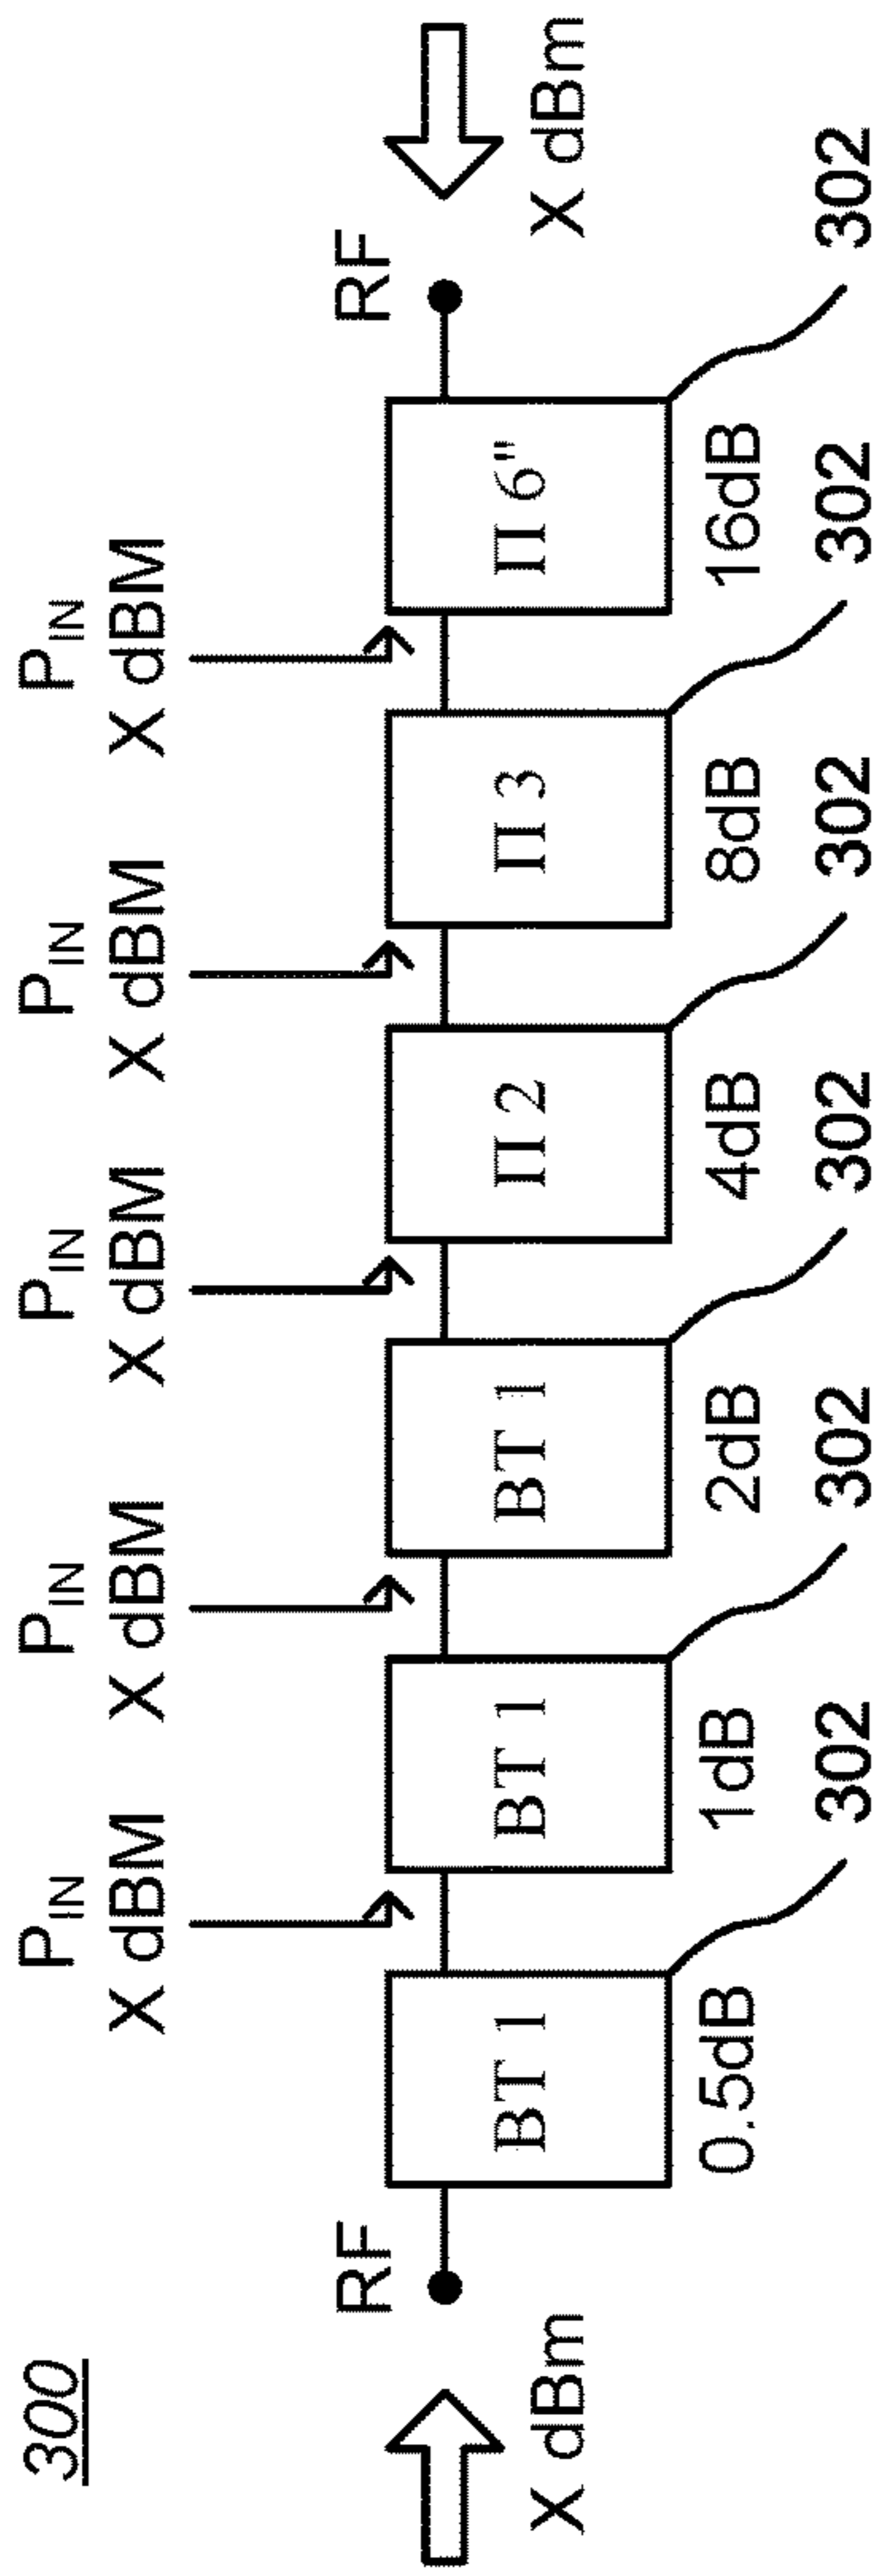 300
P_IN
X dBM
P_IN
X dBM
P_IN
X dBM
P_IN
X dBM
P_IN
X dBM
RF
RF
BT 1
BT 1
BT 1
Π 2
Π 3
Π 6"
X dBm
X dBm
0.5dB
1dB
2dB
4dB
8dB
16dB
302
302
302
302
302
302